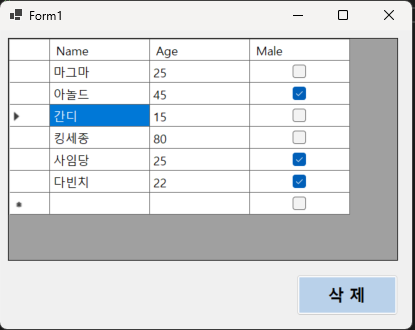 Form1
Name Age Male
마그마 25
아놀드 45
간디 15
킹세종 80
사임당 25
다빈치 22
삭 제